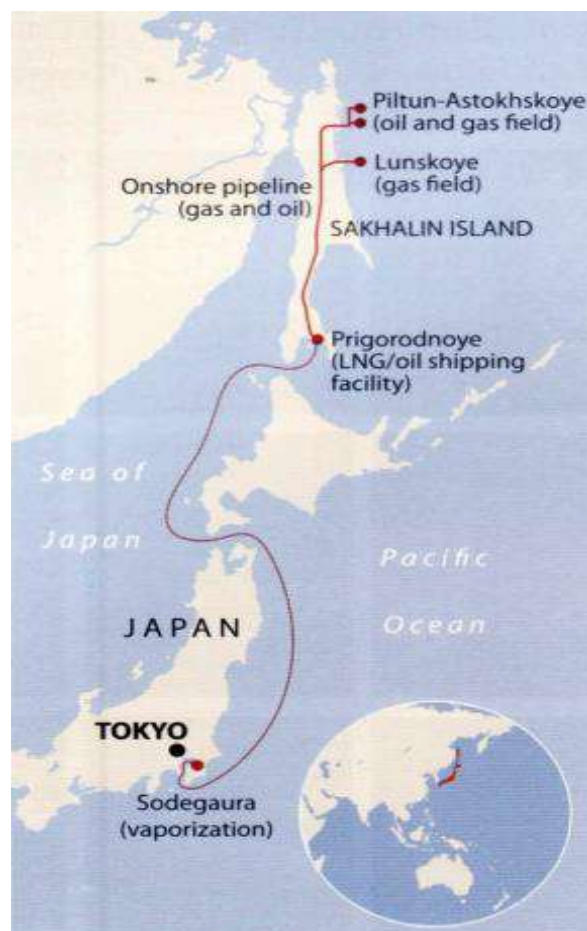 Piltun-Astokhskoye
(oil and gas field)
Lunskoye
(gas field)
Onshore pipeline
(gas and oil)
SAKHALIN ISLAND
Prigorodnoye
(LNG/oil shipping
facility)
Sea of
Japan
Pacific
Ocean
JAPAN
TOKYO
Sodegaura
(vaporization)